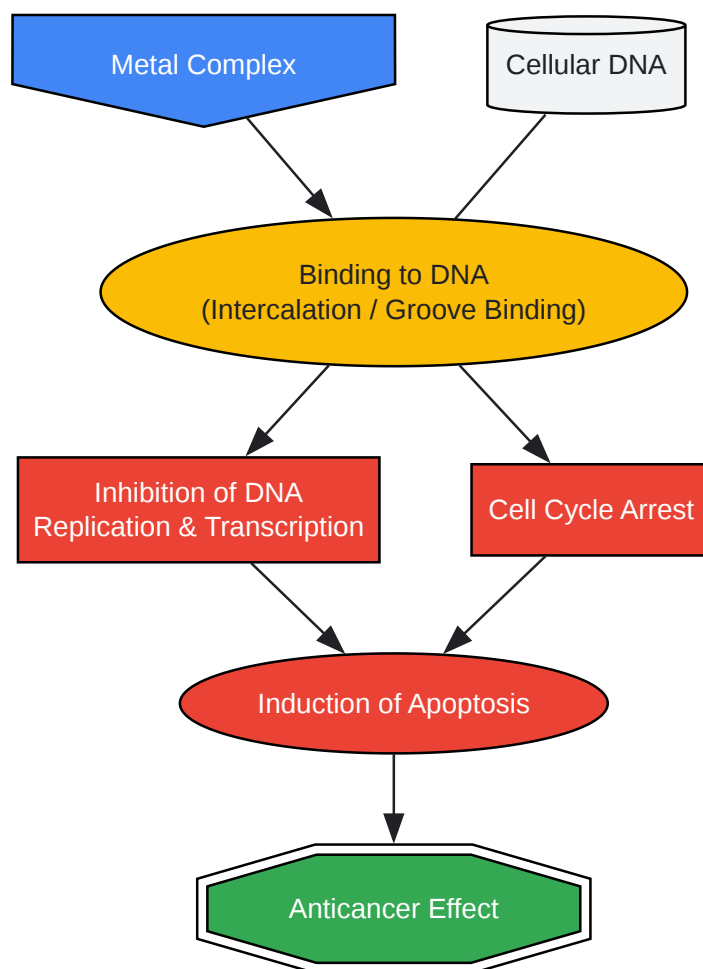 Metal Complex
Cellular DNA
Binding to DNA
(Intercalation / Groove Binding)
Inhibition of DNA
Replication & Transcription
Cell Cycle Arrest
Induction of Apoptosis
Anticancer Effect